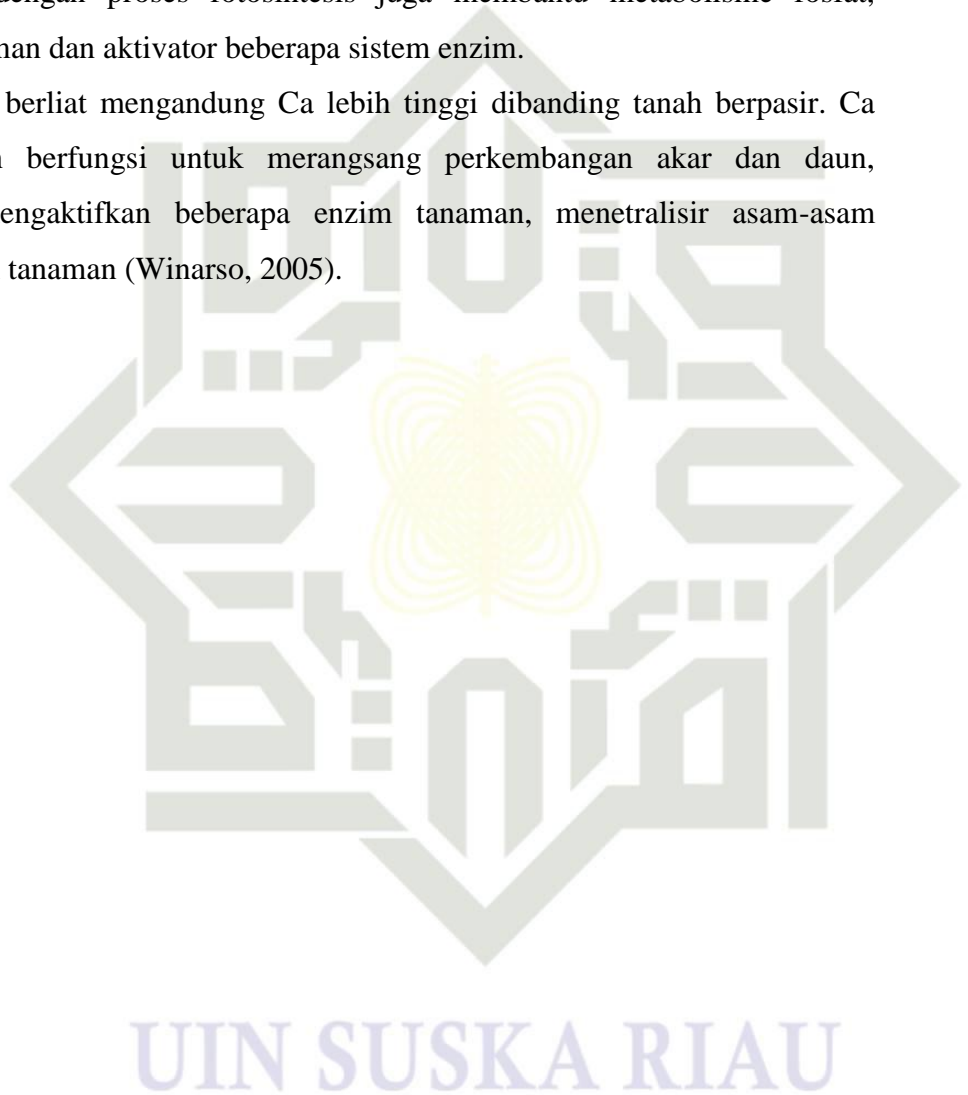 dengan proses fotosintesis juga membantu metabolisme fosfat,
dan aktivator beberapa sistem enzim.
berliat mengandung Ca lebih tinggi dibanding tanah berpasir. Ca
berfungsi untuk merangsang perkembangan akar dan daun,
beberapa enzim tanaman, menetralisir asam-asam
tanaman (Winarso, 2005).
UIN SUSKA RIAU